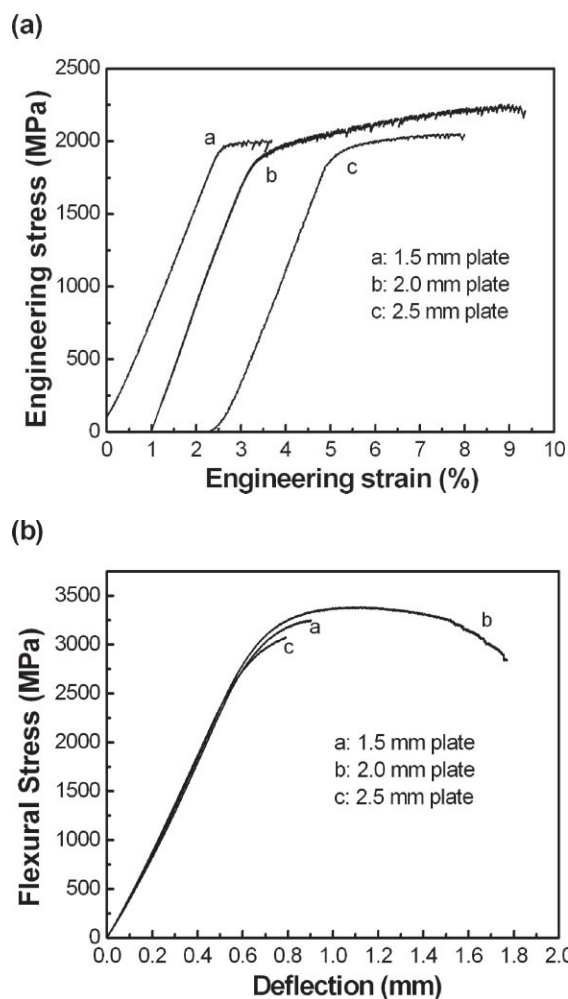 (a)
2500
2000
1500
1000
500
0
Engineering stress (MPa)
a
b
c
a: 1.5 mm plate
b: 2.0 mm plate
c: 2.5 mm plate
0 1 2 3 4 5 6 7 8 9 10
Engineering strain (%)
(b)
3500
3000
2500
2000
1500
1000
500
0
Flexural Stress (MPa)
a
b
c
a: 1.5 mm plate
b: 2.0 mm plate
c: 2.5 mm plate
0.0 0.2 0.4 0.6 0.8 1.0 1.2 1.4 1.6 1.8 2.0
Deflection (mm)